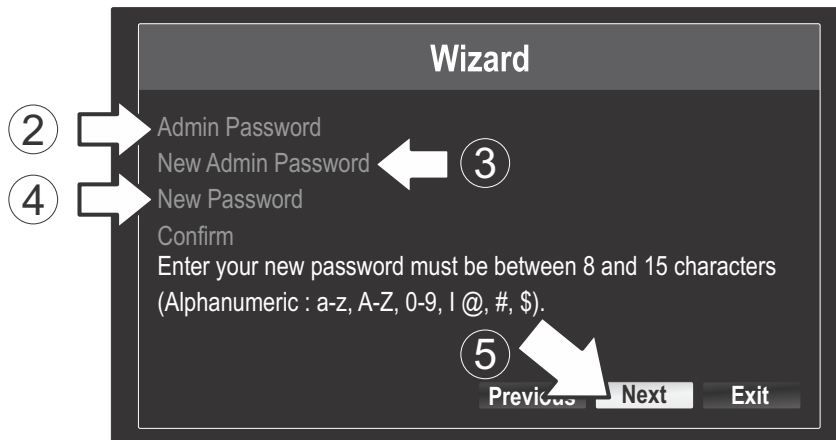 Wizard
② Admin Password
New Admin Password ③
④ New Password
Confirm
Enter your new password must be between 8 and 15 characters
(Alphanumeric : a-z, A-Z, 0-9, I @, #, $).
⑤
Previous Next Exit